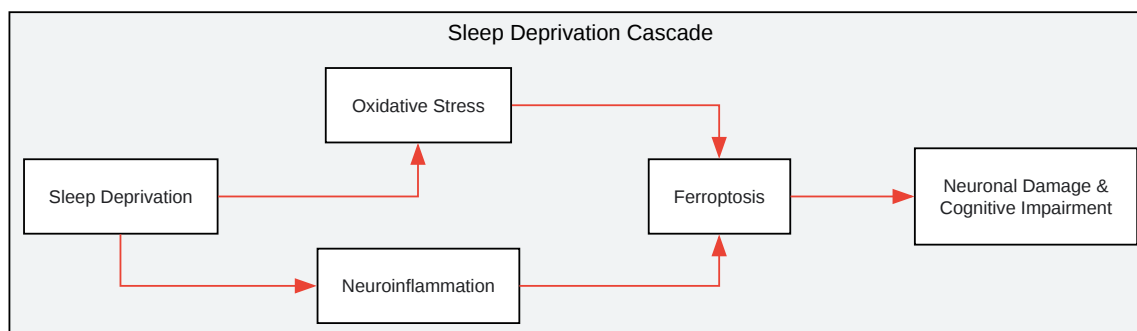 Sleep Deprivation Cascade
Oxidative Stress
Sleep Deprivation
Ferroptosis
Neuronal Damage &
Cognitive Impairment
Neuroinflammation